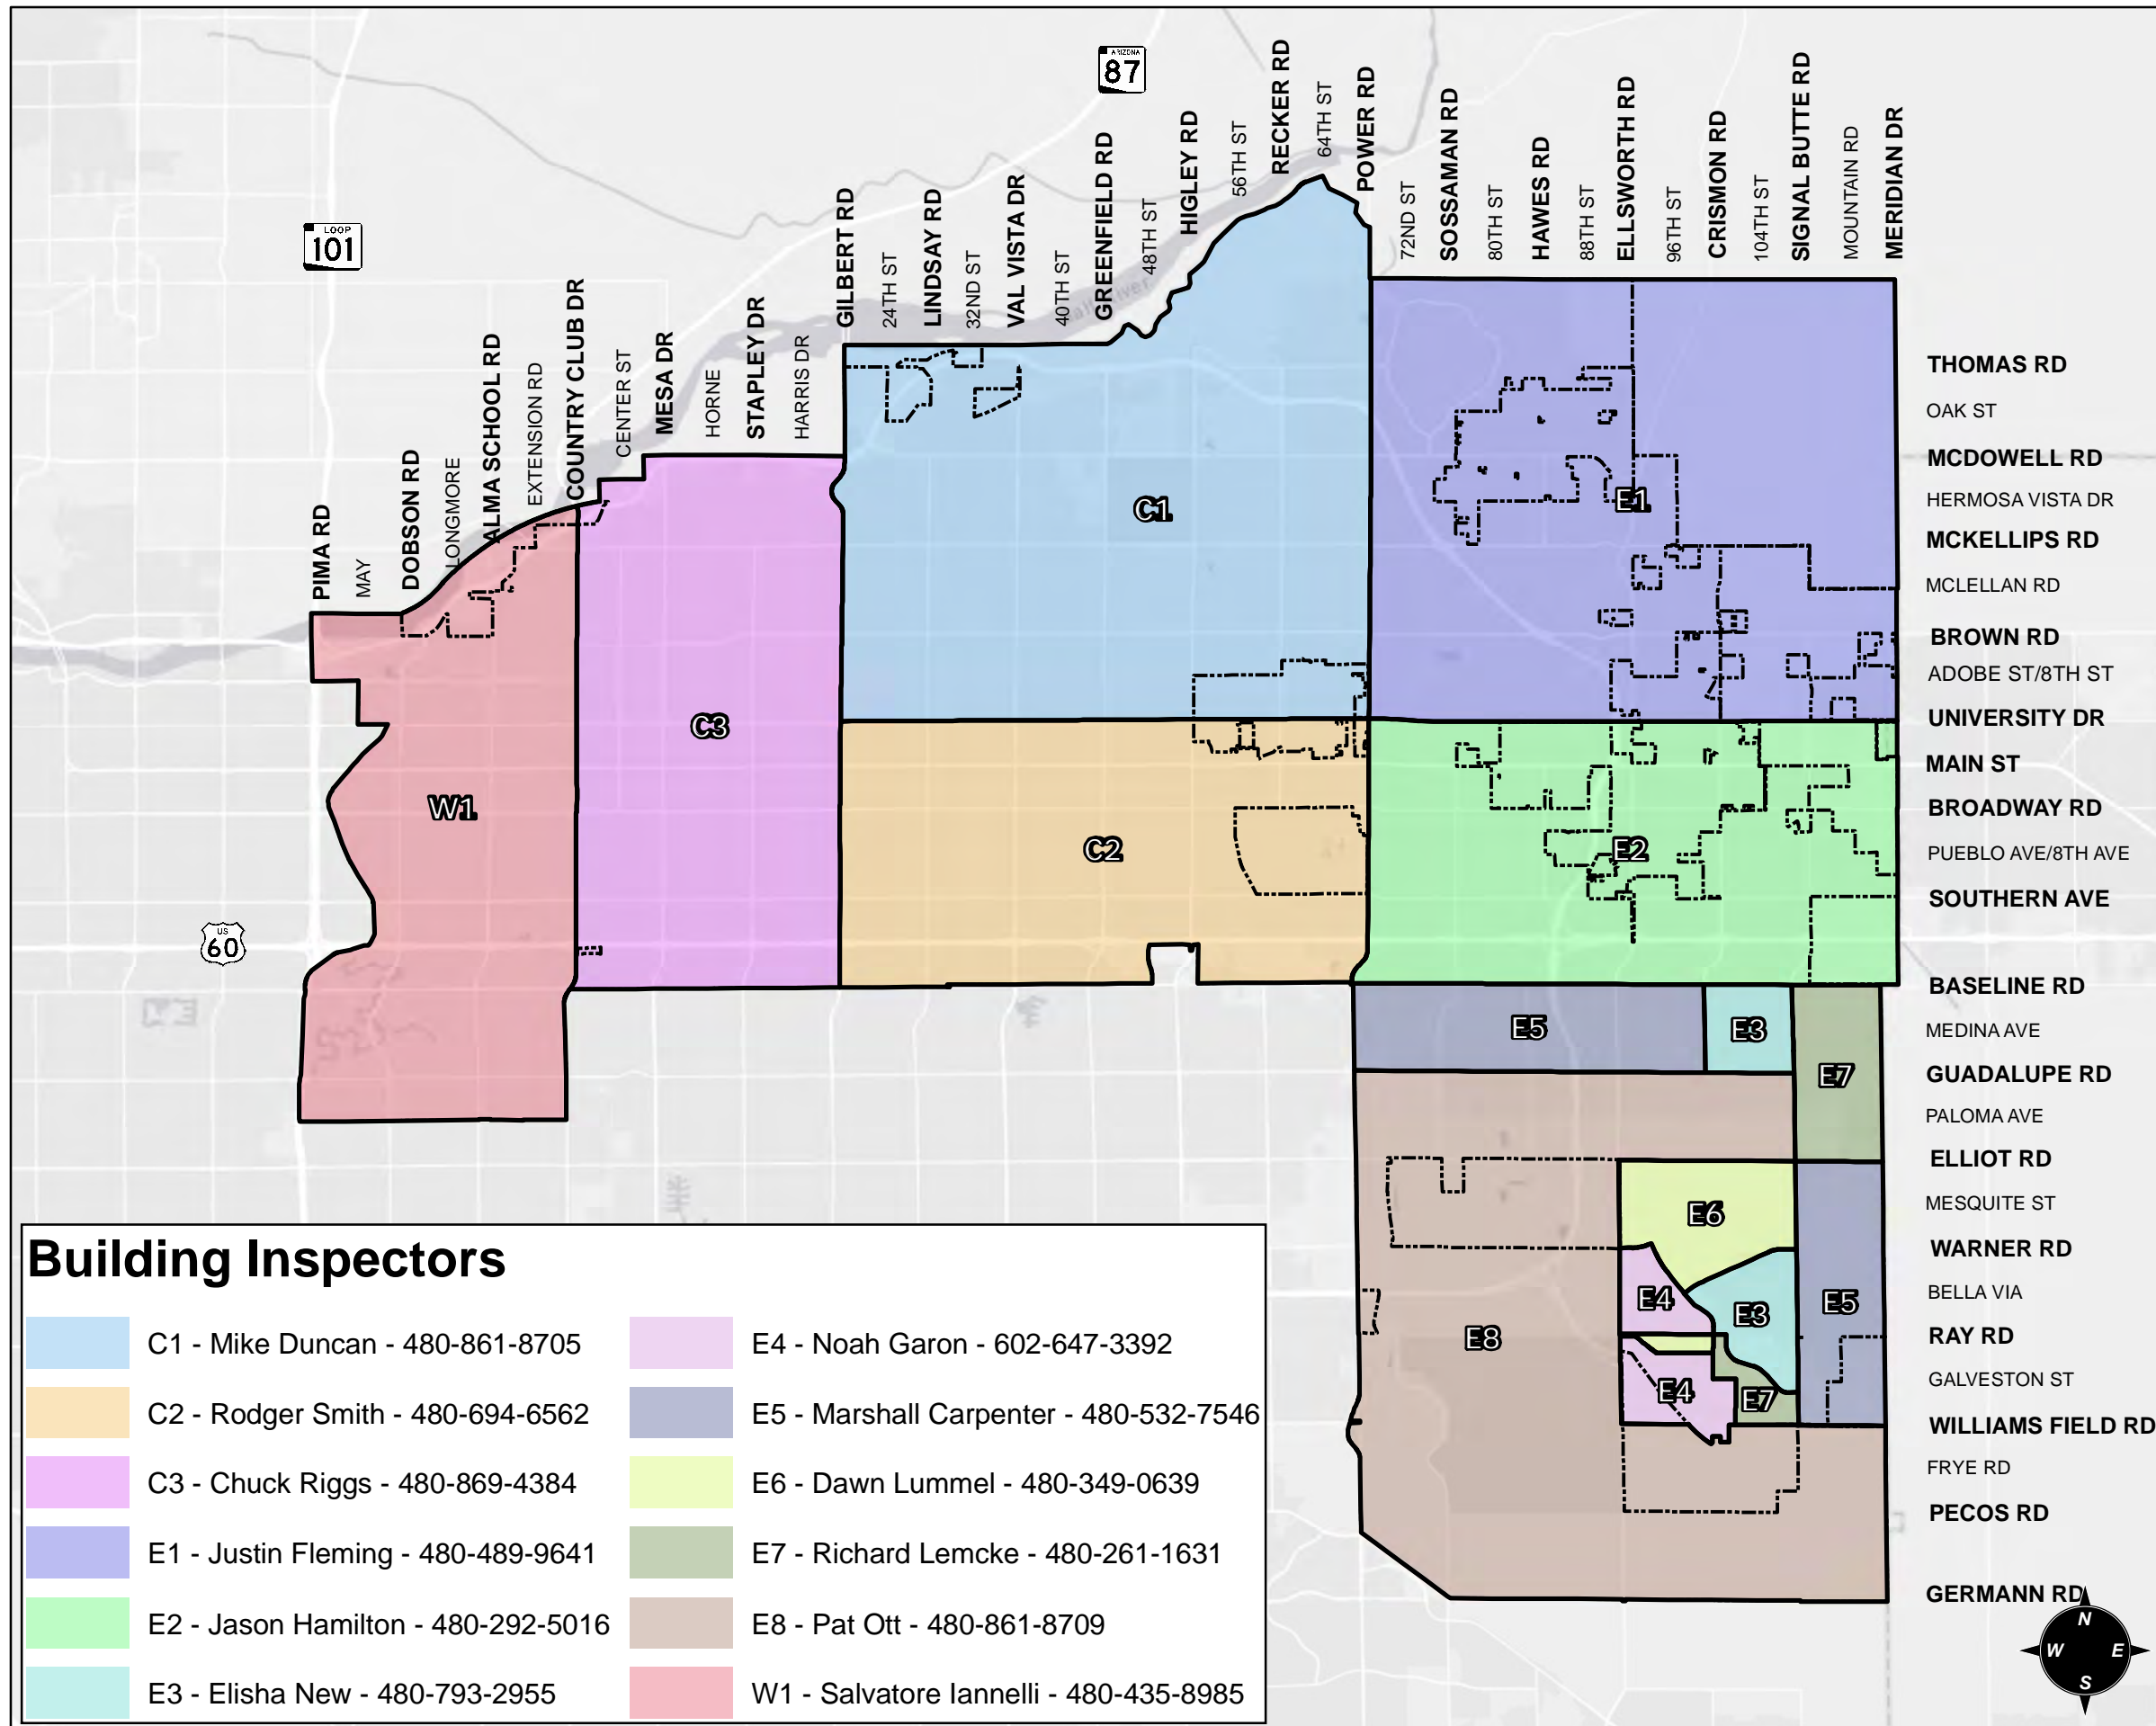 ARIZONA
87
LOOP
101
US
60
PIMA RD
MAY
DOBSON RD
LONGMORE
ALMA SCHOOL RD
EXTENSION RD
COUNTRY CLUB DR
CENTER ST
MESA DR
HORNE
STAPLEY DR
HARRIS DR
GILBERT RD
24TH ST
LINDSAY RD
32ND ST
VAL VISTA DR
40TH ST
GREENFIELD RD
48TH ST
HIGLEY RD
56TH ST
RECKER RD
64TH ST
POWER RD
72ND ST
SOSSAMAN RD
80TH ST
HAWES RD
88TH ST
ELLSWORTH RD
96TH ST
CRISMON RD
104TH ST
SIGNAL BUTTE RD
MOUNTAIN RD
MERIDIAN DR
THOMAS RD
OAK ST
MCDOWELL RD
HERMOSA VISTA DR
MCKELLIPS RD
MCLELLAN RD
BROWN RD
ADOBE ST/8TH ST
UNIVERSITY DR
MAIN ST
BROADWAY RD
PUEBLO AVE/8TH AVE
SOUTHERN AVE
BASELINE RD
MEDINA AVE
GUADALUPE RD
PALOMA AVE
ELLIOT RD
MESQUITE ST
WARNER RD
BELLA VIA
RAY RD
GALVESTON ST
WILLIAMS FIELD RD
FRYE RD
PECOS RD
GERMANN RD
C1
E1
C3
W1
C2
E2
E5
E3
E7
E6
E4
E3
E5
E8
E4
E7
Building Inspectors
C1 - Mike Duncan - 480-861-8705
C2 - Rodger Smith - 480-694-6562
C3 - Chuck Riggs - 480-869-4384
E1 - Justin Fleming - 480-489-9641
E2 - Jason Hamilton - 480-292-5016
E3 - Elisha New - 480-793-2955
E4 - Noah Garon - 602-647-3392
E5 - Marshall Carpenter - 480-532-7546
E6 - Dawn Lummel - 480-349-0639
E7 - Richard Lemcke - 480-261-1631
E8 - Pat Ott - 480-861-8709
W1 - Salvatore Iannelli - 480-435-8985
N
W E
S